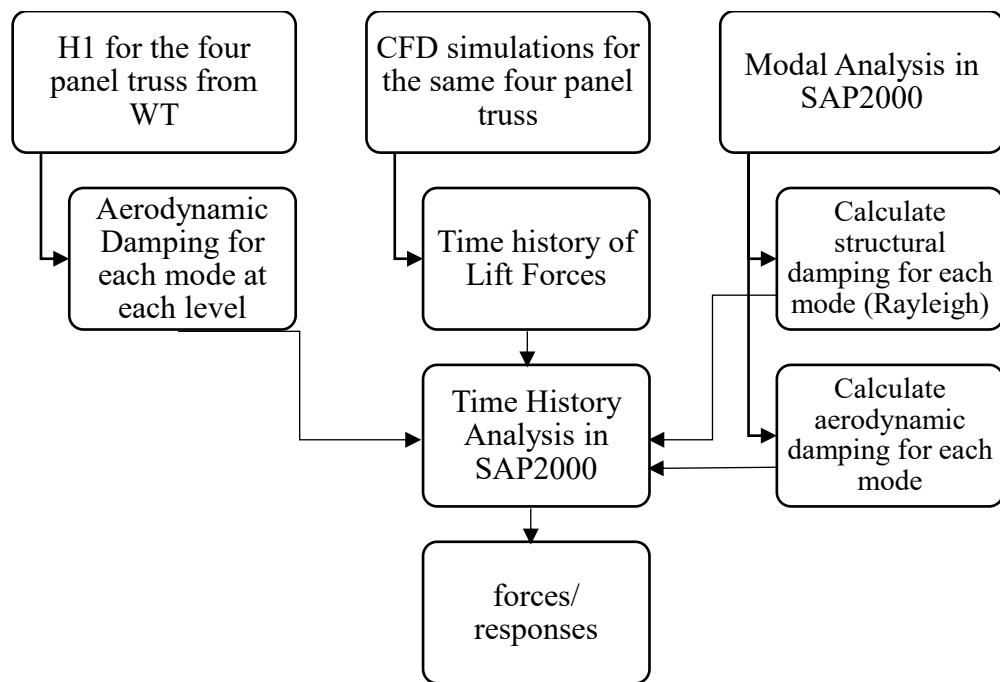 H1 for the four
panel truss from
WT
CFD simulations for
the same four panel
truss
Modal Analysis in
SAP2000
Aerodynamic
Damping for
each mode at
each level
Time history of
Lift Forces
Calculate
structural
damping for each
mode (Rayleigh)
Time History
Analysis in
SAP2000
Calculate
aerodynamic
damping for each
mode
forces/
responses